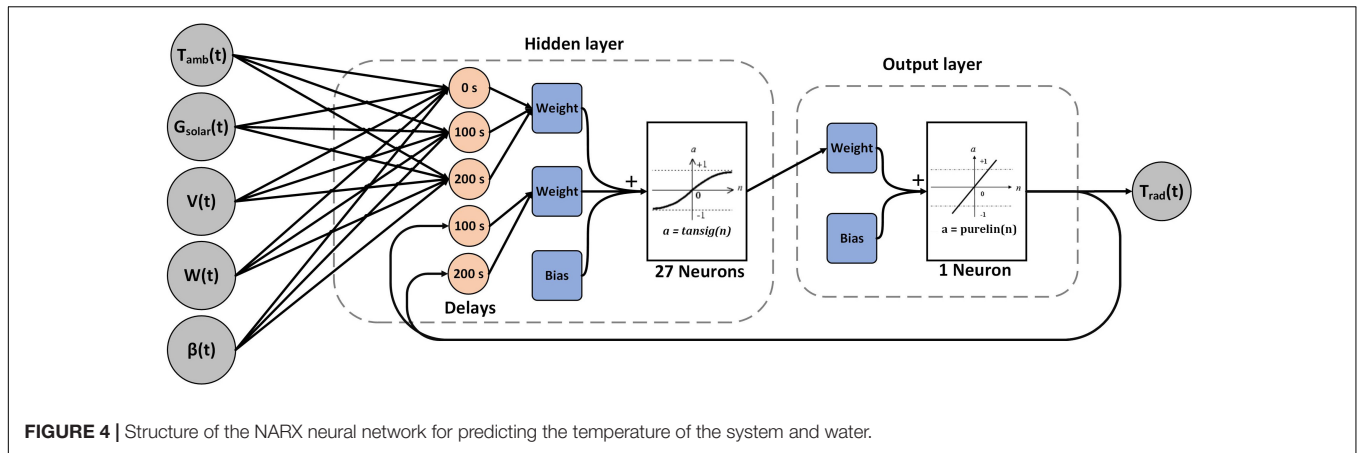 Hidden layer
Output layer
T_amb(t)
G_solar(t)
V(t)
W(t)
β(t)
0 s
100 s
200 s
100 s
200 s
Delays
Weight
Weight
Bias
+
a
+1
0
n
-1
a = tansig(n)
27 Neurons
Weight
Bias
+
a
+1
0
n
-1
a = purelin(n)
1 Neuron
T_rad(t)
FIGURE 4 | Structure of the NARX neural network for predicting the temperature of the system and water.